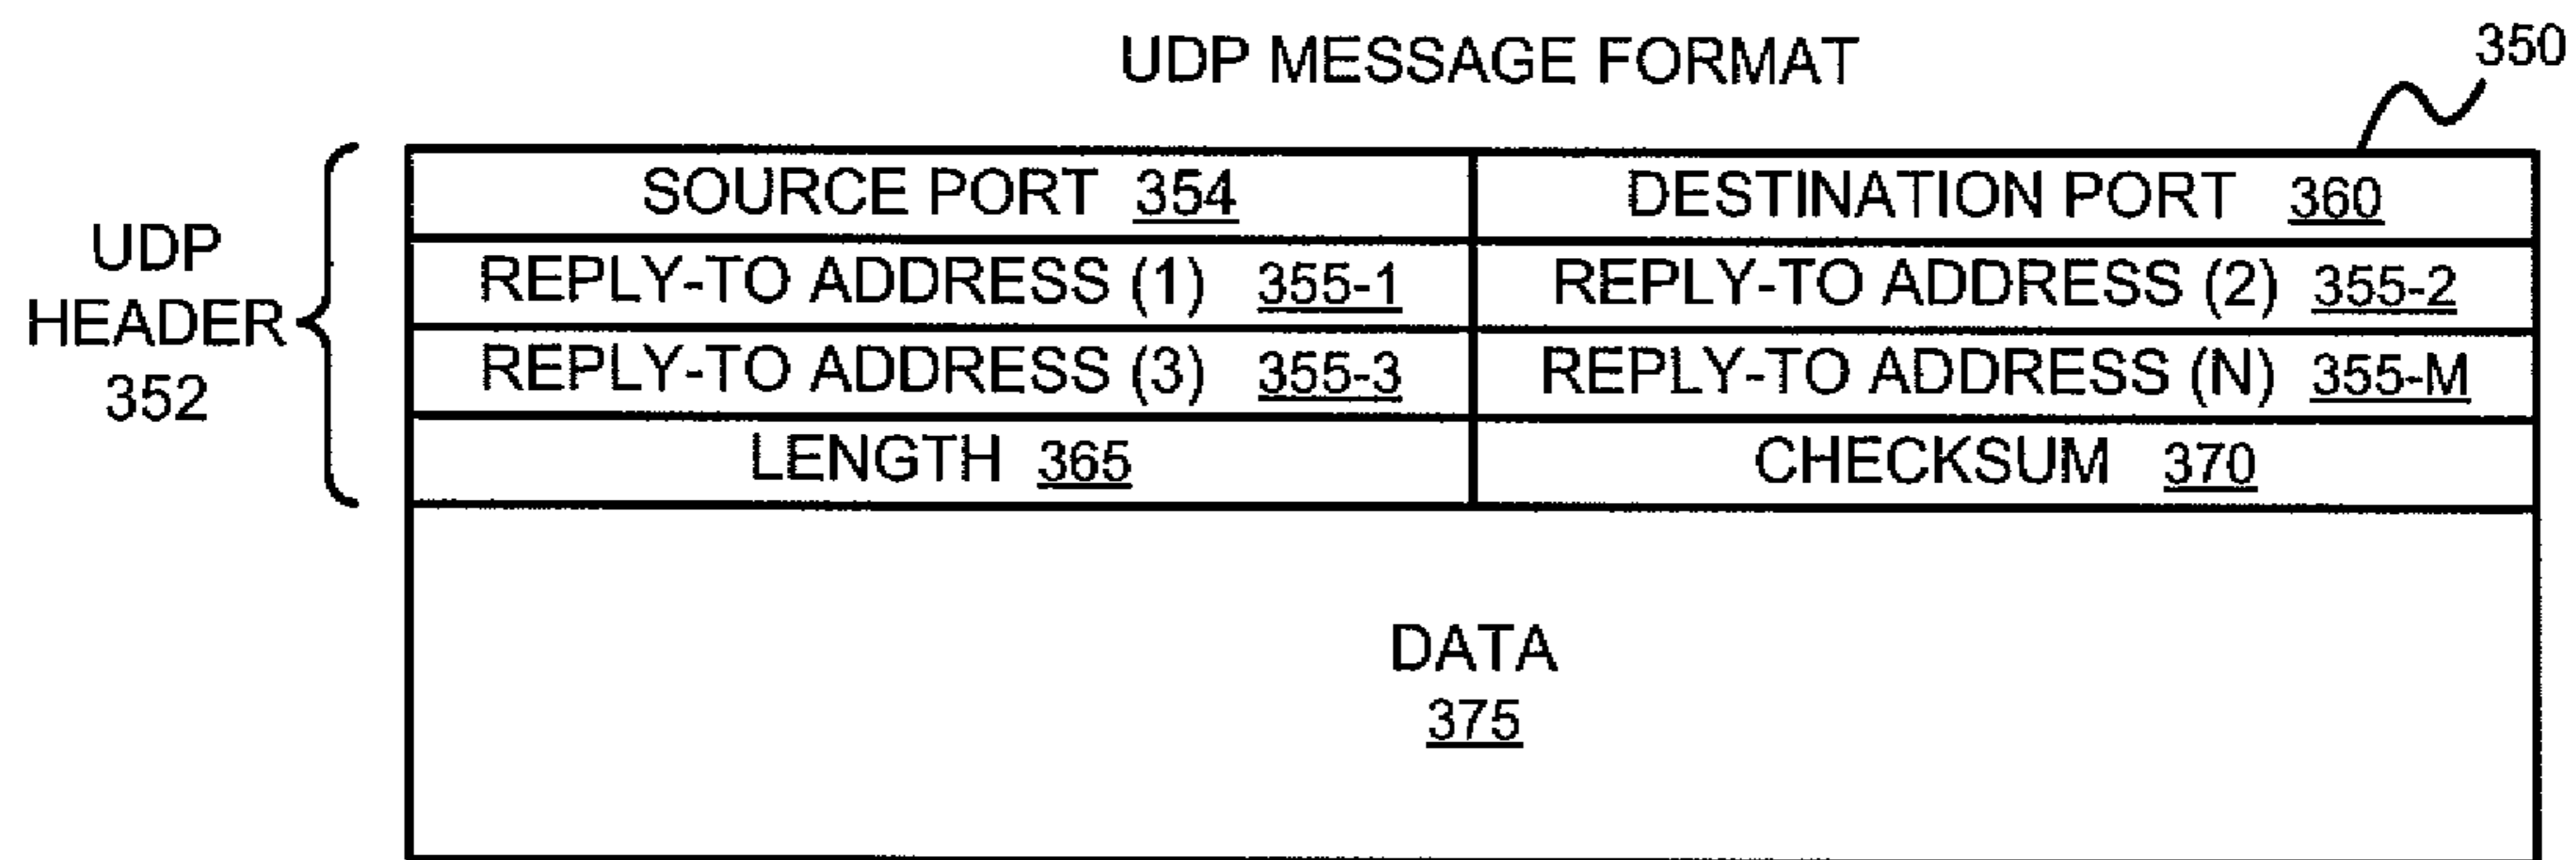 UDP MESSAGE FORMAT
350
UDP
HEADER
352
SOURCE PORT 354 DESTINATION PORT 360
REPLY-TO ADDRESS (1) 355-1 REPLY-TO ADDRESS (2) 355-2
REPLY-TO ADDRESS (3) 355-3 REPLY-TO ADDRESS (N) 355-M
LENGTH 365 CHECKSUM 370
DATA
375